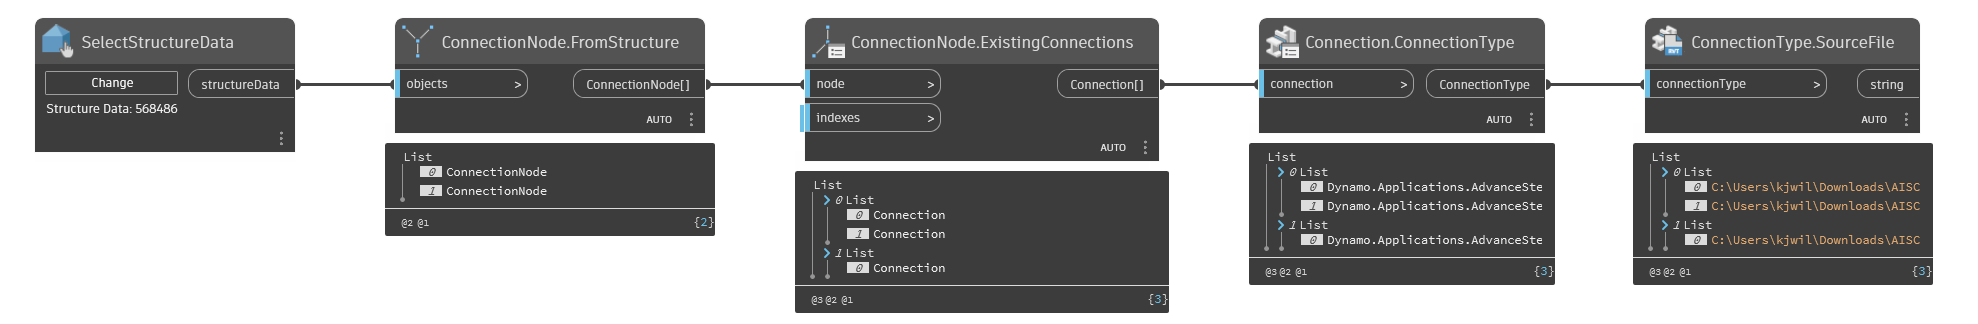 SelectStructureData
Change
structureData
Structure Data: 568486
ConnectionNode.FromStructure
objects >
ConnectionNode[]
AUTO
List
0 ConnectionNode
1 ConnectionNode
@2 @1
{2}
ConnectionNode.ExistingConnections
node >
Connection[]
indexes >
AUTO
List
0 List
0 Connection
1 Connection
1 List
0 Connection
@3 @2 @1
{3}
Connection.ConnectionType
connection >
ConnectionType
AUTO
List
0 List
0 Dynamo.Applications.AdvanceSte
1 Dynamo.Applications.AdvanceSte
1 List
0 Dynamo.Applications.AdvanceSte
@3 @2 @1
{3}
RVT
ConnectionType.SourceFile
connectionType >
string
AUTO
List
0 List
0 C:\Users\kjwil\Downloads\AISC
1 C:\Users\kjwil\Downloads\AISC
1 List
0 C:\Users\kjwil\Downloads\AISC
@3 @2 @1
{3}